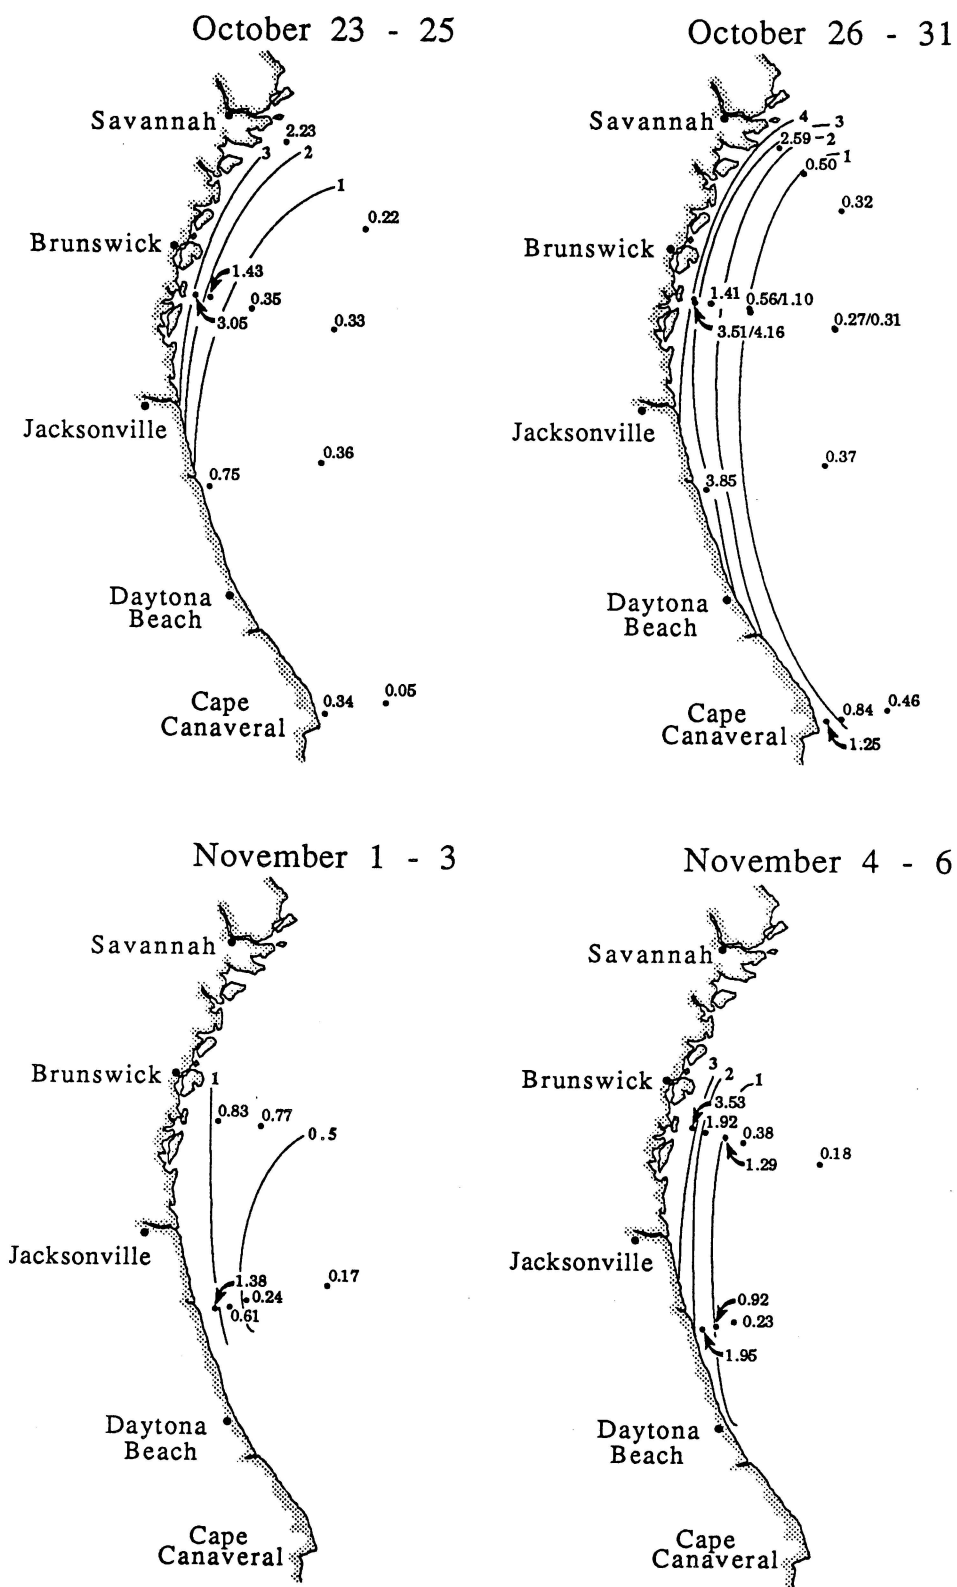 October 23 - 25
Savannah
2.23
3
2
1
0.22
Brunswick
1.43
0.35
3.05
0.33
Jacksonville
0.36
0.75
Daytona
Beach
0.05
0.34
Cape
Canaveral
October 26 - 31
4
3
Savannah
2.59
2
0.50
1
0.32
Brunswick
1.41
0.56/1.10
0.27/0.31
3.51/4.16
Jacksonville
0.37
3.85
Daytona
Beach
0.46
0.84
Cape
Canaveral
1.25
November 1 - 3
Savannah
Brunswick
1
0.83
0.77
0.5
Jacksonville
1.38
0.17
0.24
0.61
Daytona
Beach
Cape
Canaveral
November 4 - 6
Savannah
3
2
1
Brunswick
3.53
1.92
0.38
0.18
1.29
Jacksonville
0.92
0.23
1.95
Daytona
Beach
Cape
Canaveral